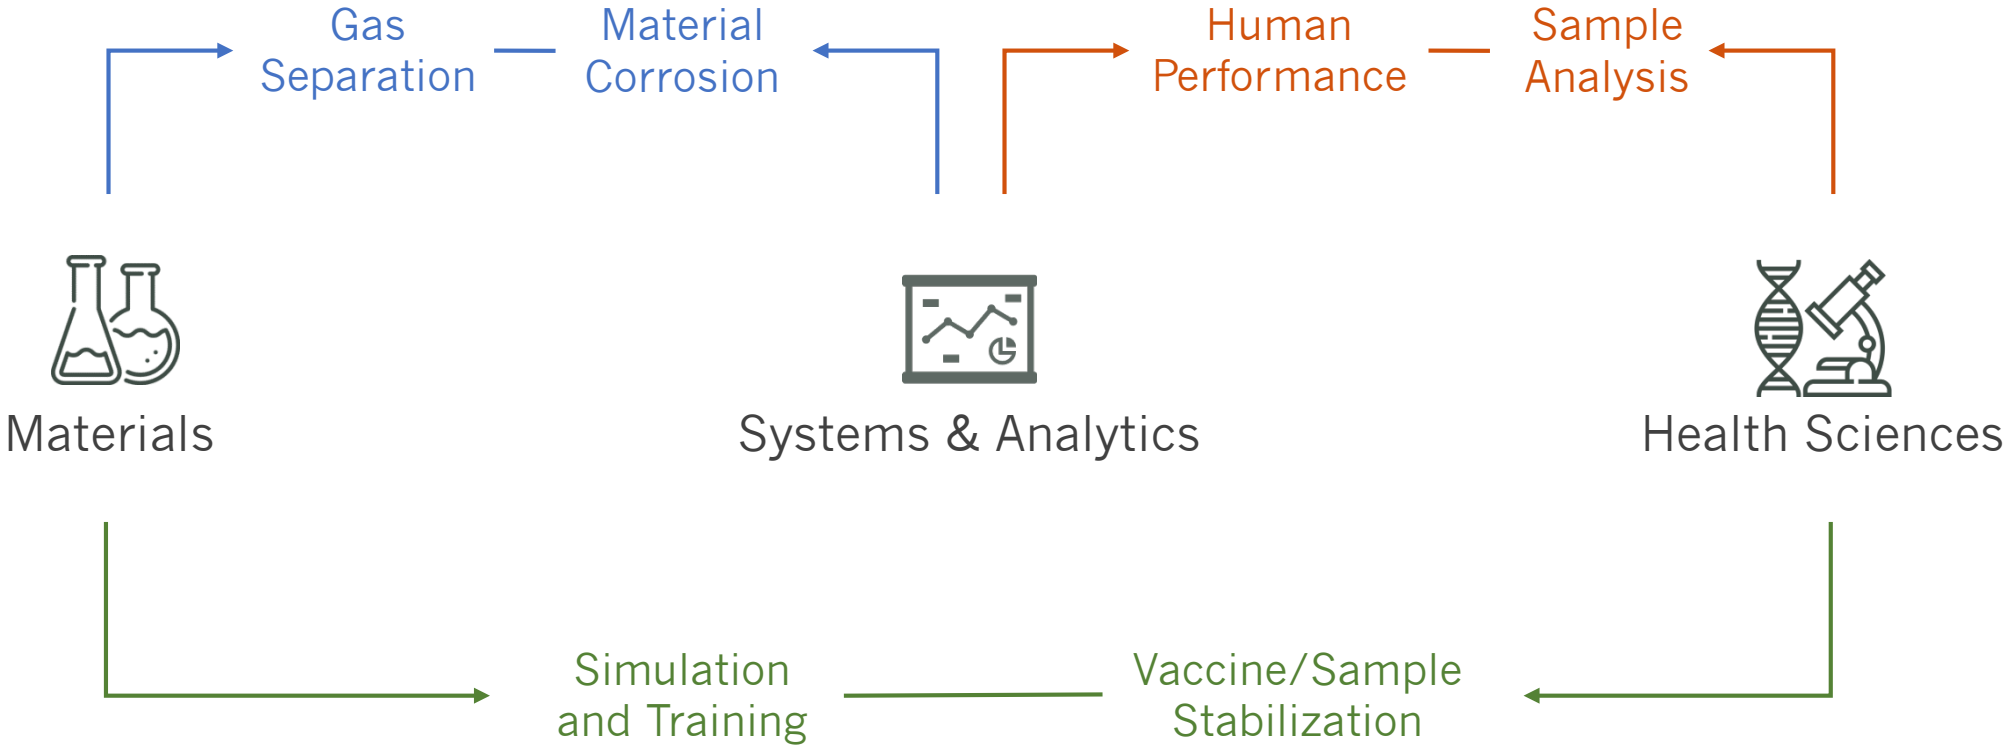 Gas
Separation
Material
Corrosion
Human
Performance
Sample
Analysis
Materials
Systems & Analytics
Health Sciences
Simulation
and Training
Vaccine/Sample
Stabilization